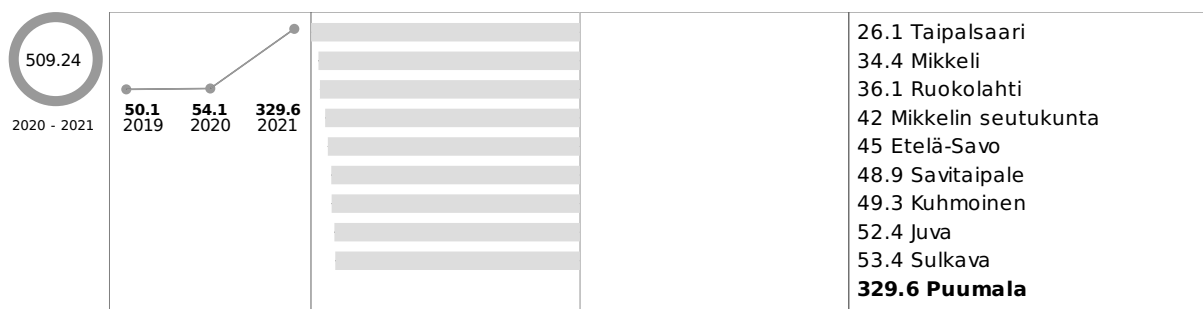 509.24
2020 - 2021
50.1 54.1 329.6
2019 2020 2021
26.1 Taipalsaari
34.4 Mikkeli
36.1 Ruokolahti
42 Mikkelin seutukunta
45 Etelä-Savo
48.9 Savitaipale
49.3 Kuhmoinen
52.4 Juva
53.4 Sulkava
329.6 Puumala